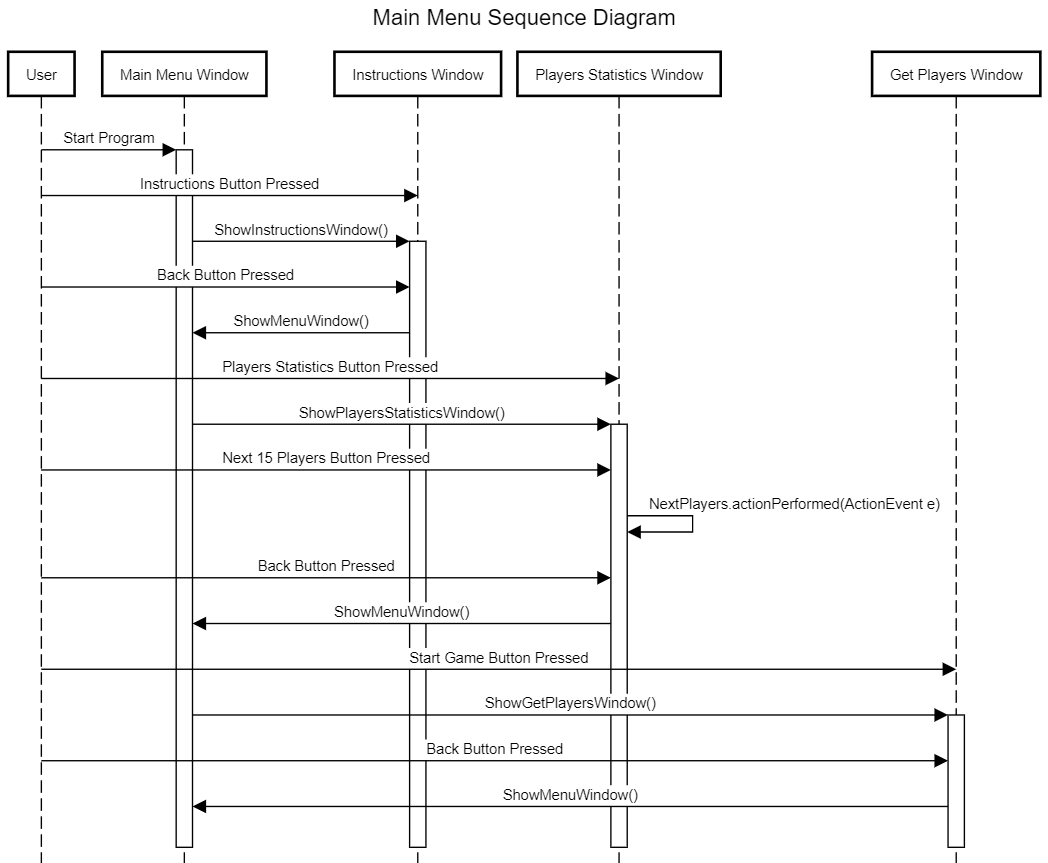 Main Menu Sequence Diagram
User
Main Menu Window
Instructions Window
Players Statistics Window
Get Players Window
Start Program
Instructions Button Pressed
ShowInstructionsWindow()
Back Button Pressed
ShowMenuWindow()
Players Statistics Button Pressed
ShowPlayersStatisticsWindow()
Next 15 Players Button Pressed
NextPlayers.actionPerformed(ActionEvent e)
Back Button Pressed
ShowMenuWindow()
Start Game Button Pressed
ShowGetPlayersWindow()
Back Button Pressed
ShowMenuWindow()